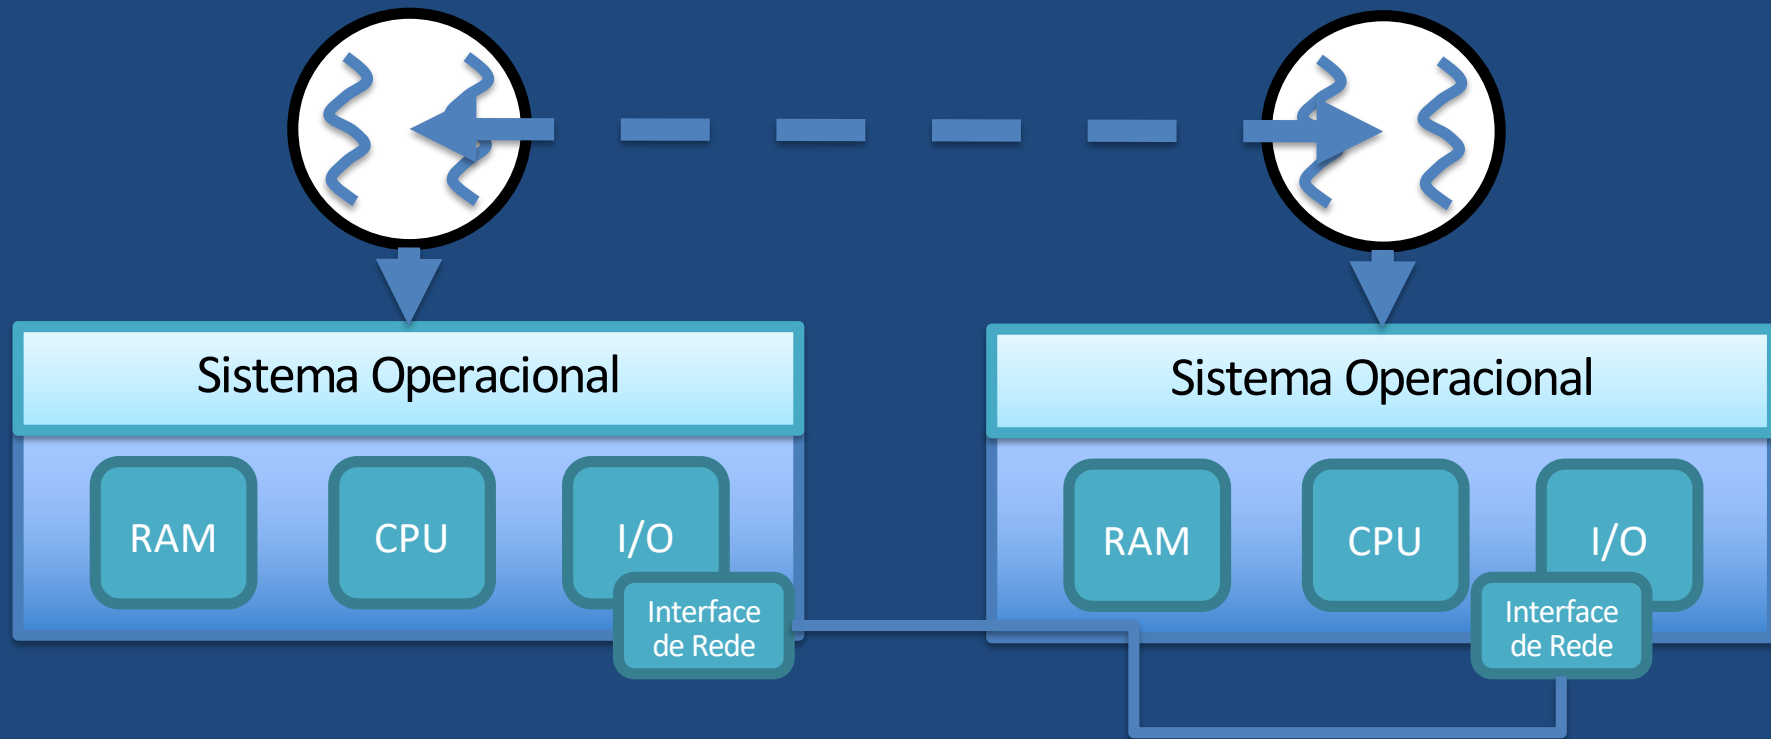 Sistema Operacional
RAM
CPU
I/O
Interface
de Rede
Sistema Operacional
RAM
CPU
I/O
Interface
de Rede